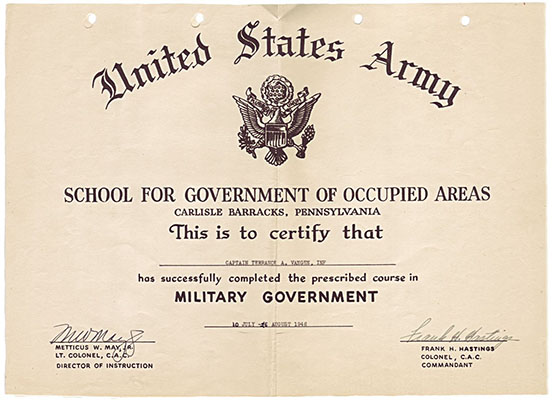 United States Army
SCHOOL FOR GOVERNMENT OF OCCUPIED AREAS
CARLISLE BARRACKS, PENNSYLVANIA
This is to certify that
CAPTAIN TERRANCE A. INF
has successfully completed the prescribed course in
MILITARY GOVERNMENT
10 JULY - AUGUST 1946
METTICUS W. MAY, JR.
LT. COLONEL, C.A.C.
DIRECTOR OF INSTRUCTION
Frank H. Hastings
FRANK H. HASTINGS
COLONEL, C.A.C.
COMMANDANT